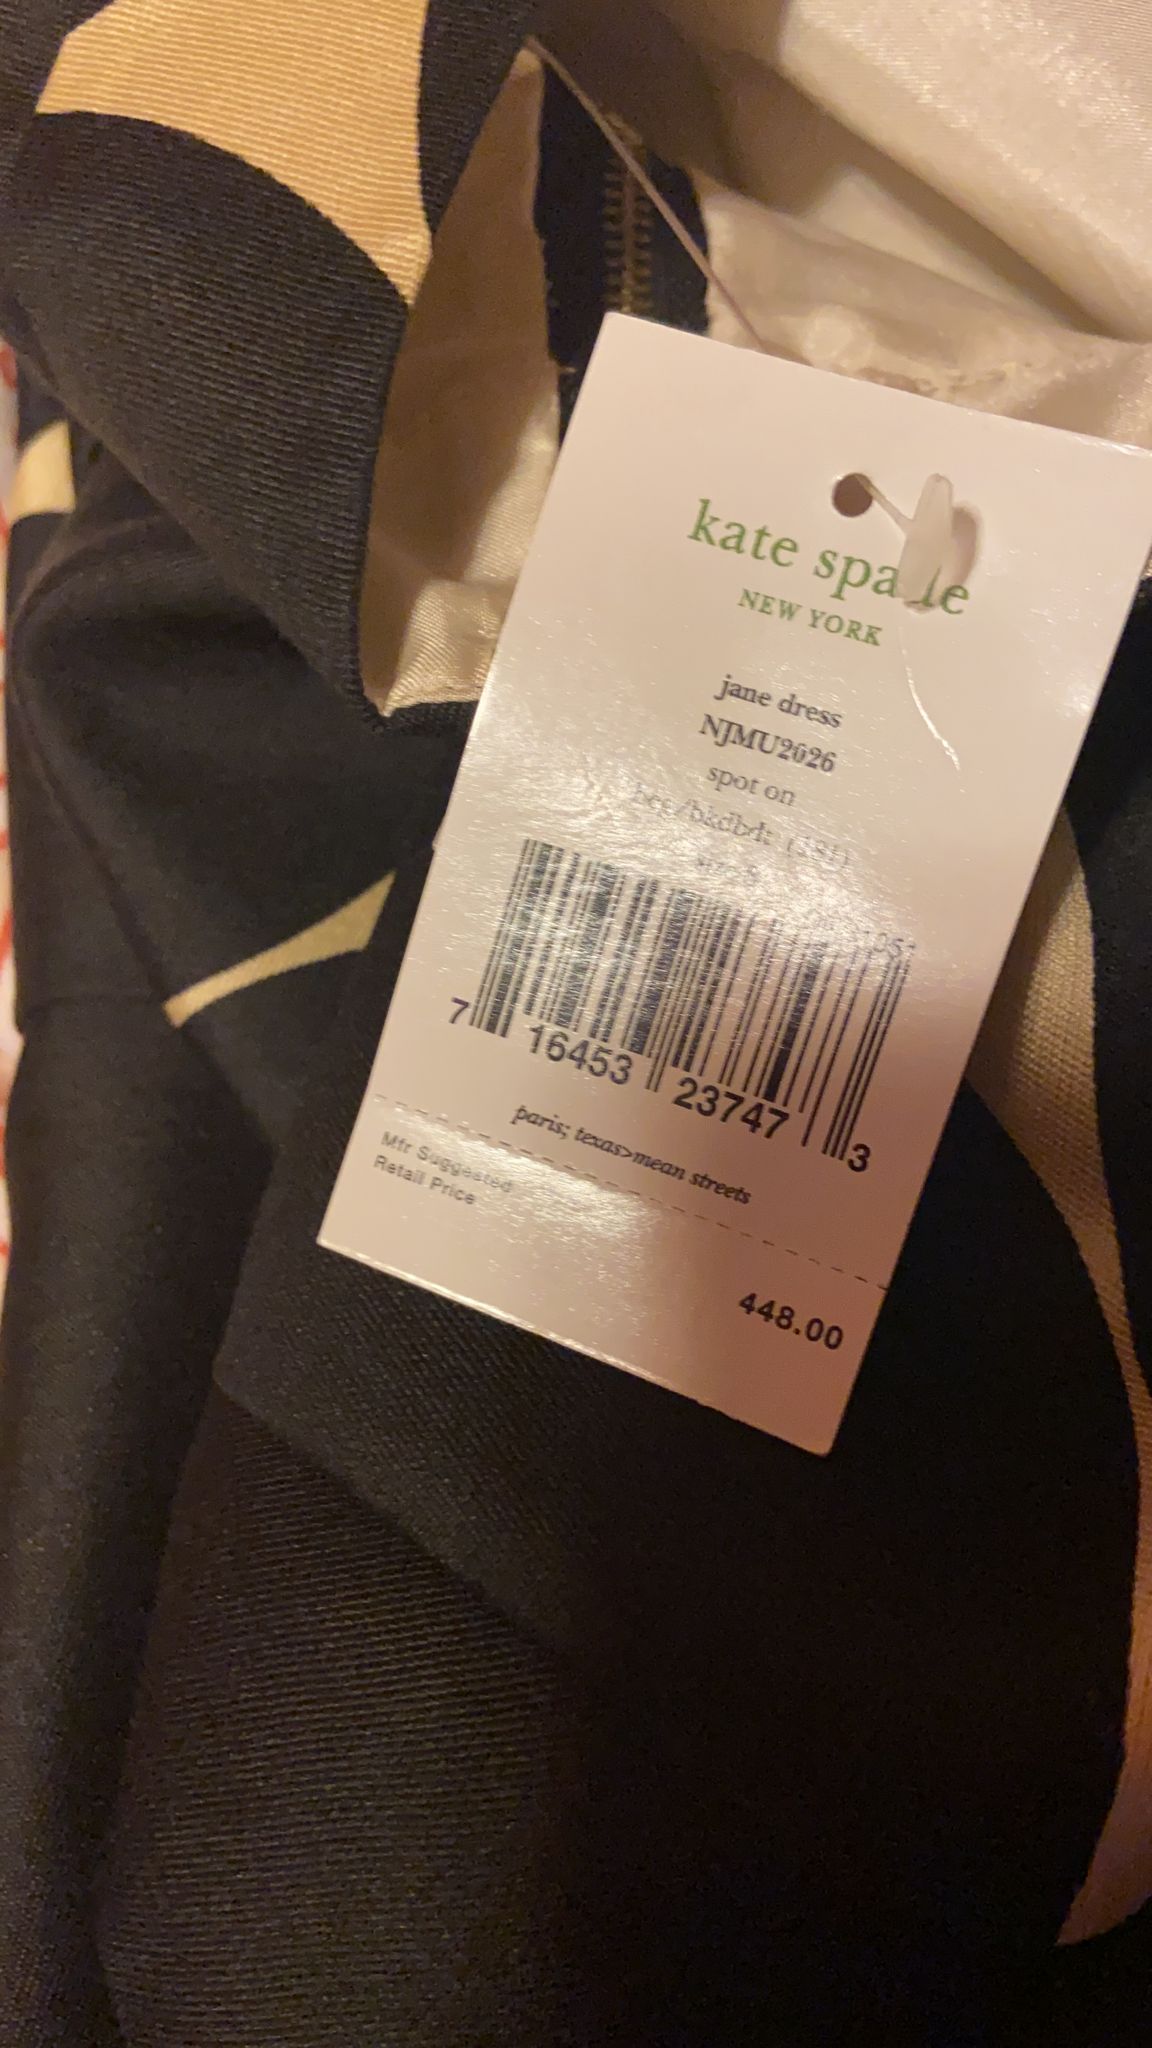 kate spade
NEW YORK
jane dress
NJMU2026
spot on
7 16453 23747 3
paris; texas>mean streets
Mfr Suggested
Retail Price
448.00